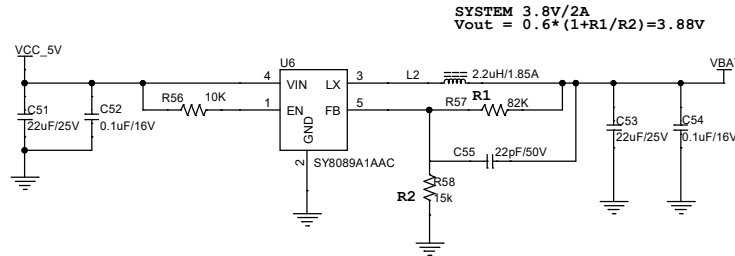 SYSTEM 3.8V/2A
Vout = 0.6*(1+R1/R2)=3.88V
VCC_5V
U6
VBAT
4 VIN LX 3
L2 2.2uH/1.85A
R56 10K
1 EN FB 5
R57 R1 82K
GND
2
SY8089A1AAC
C51
22uF/25V
C52
0.1uF/16V
C55 22pF/50V
C53
22uF/25V
C54
0.1uF/16V
R2 R58
15k